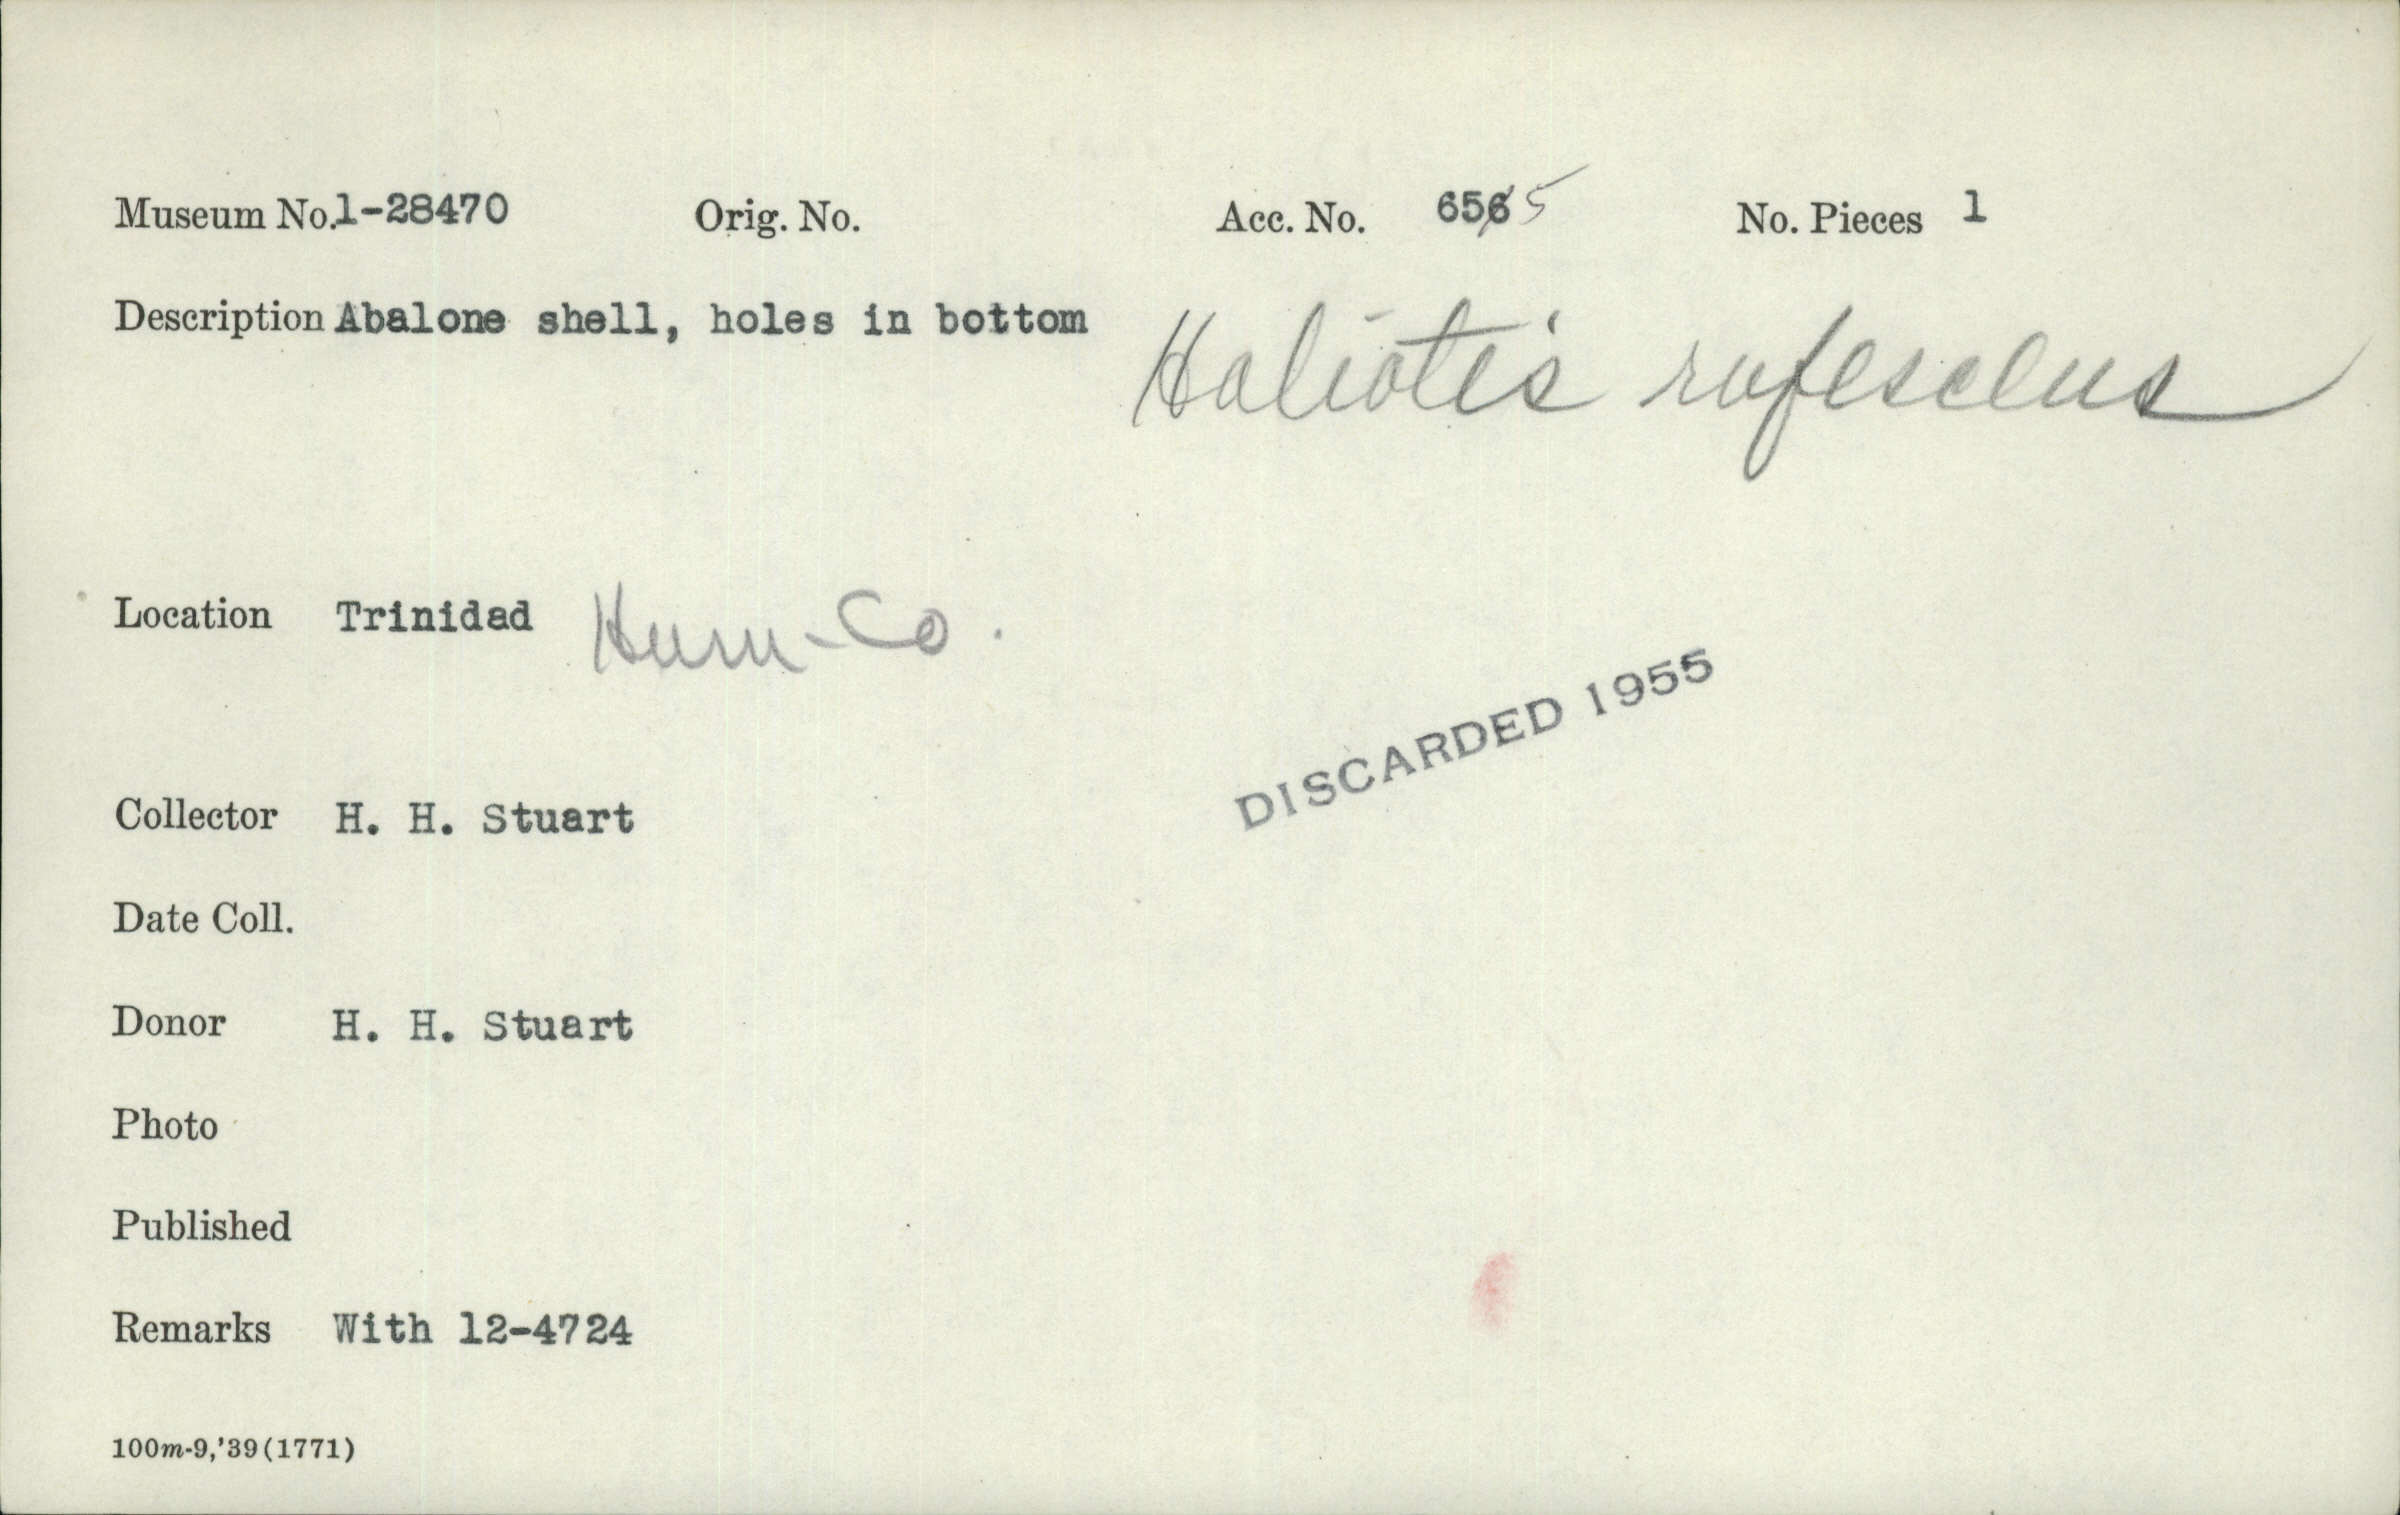 Museum No. 1-28470 Orig. No. Acc. No. 656 5 No. Pieces 1
Description Abalone shell, holes in bottom Haliotis rufescens
Location Trinidad Hum-Co.
DISCARDED 1955
Collector H. H. Stuart
Date Coll.
Donor H. H. Stuart
Photo
Published
Remarks With 12-4724
100m-9,'39(1771)